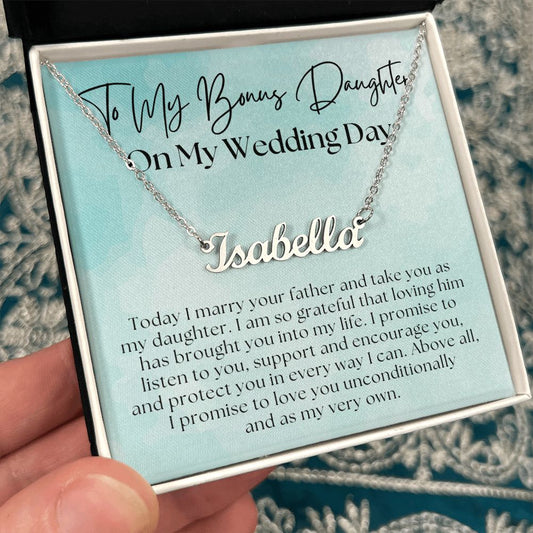 To My Bonus Daughter
On My Wedding Day
Isabella
Today I marry your father and take you as
my daughter. I am so grateful that loving him
has brought you into my life. I promise to
listen to you, support and encourage you,
and protect you in every way I can. Above all,
I promise to love you unconditionally
and as my very own.